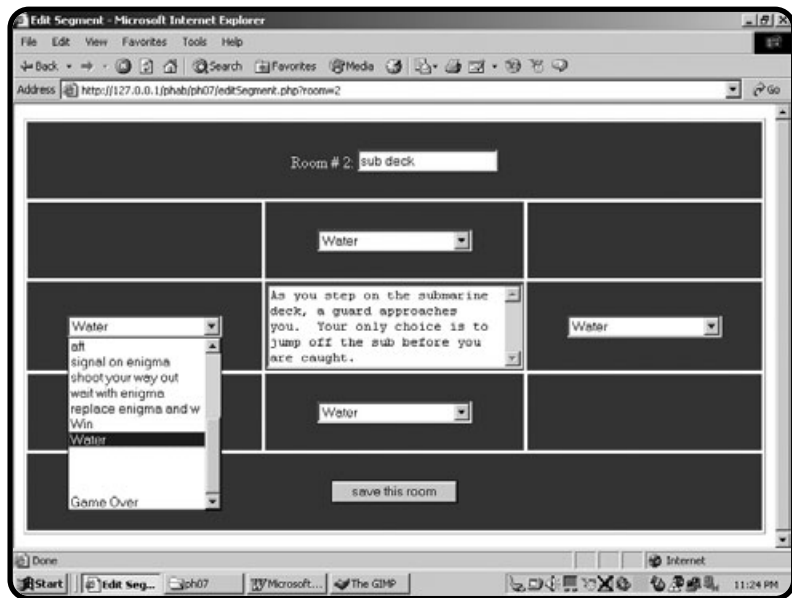 Edit Segment - Microsoft Internet Explorer
File Edit View Favorites Tools Help
Back Search Favorites Media
Address http://127.0.0.1/phab/ph07/editSegment.php?room=2 Go
Room # 2: sub deck
Water
As you step on the submarine
deck, a guard approaches
you. Your only choice is to
jump off the sub before you
are caught.
Water
Water
aft
signal on enigma
shoot your way out
wait with enigma
replace enigma and w
Win
Water
Game Over
Water
save this room
Done Internet
Start Edit Seg... ph07 Microsoft... The GIMP 11:24 PM